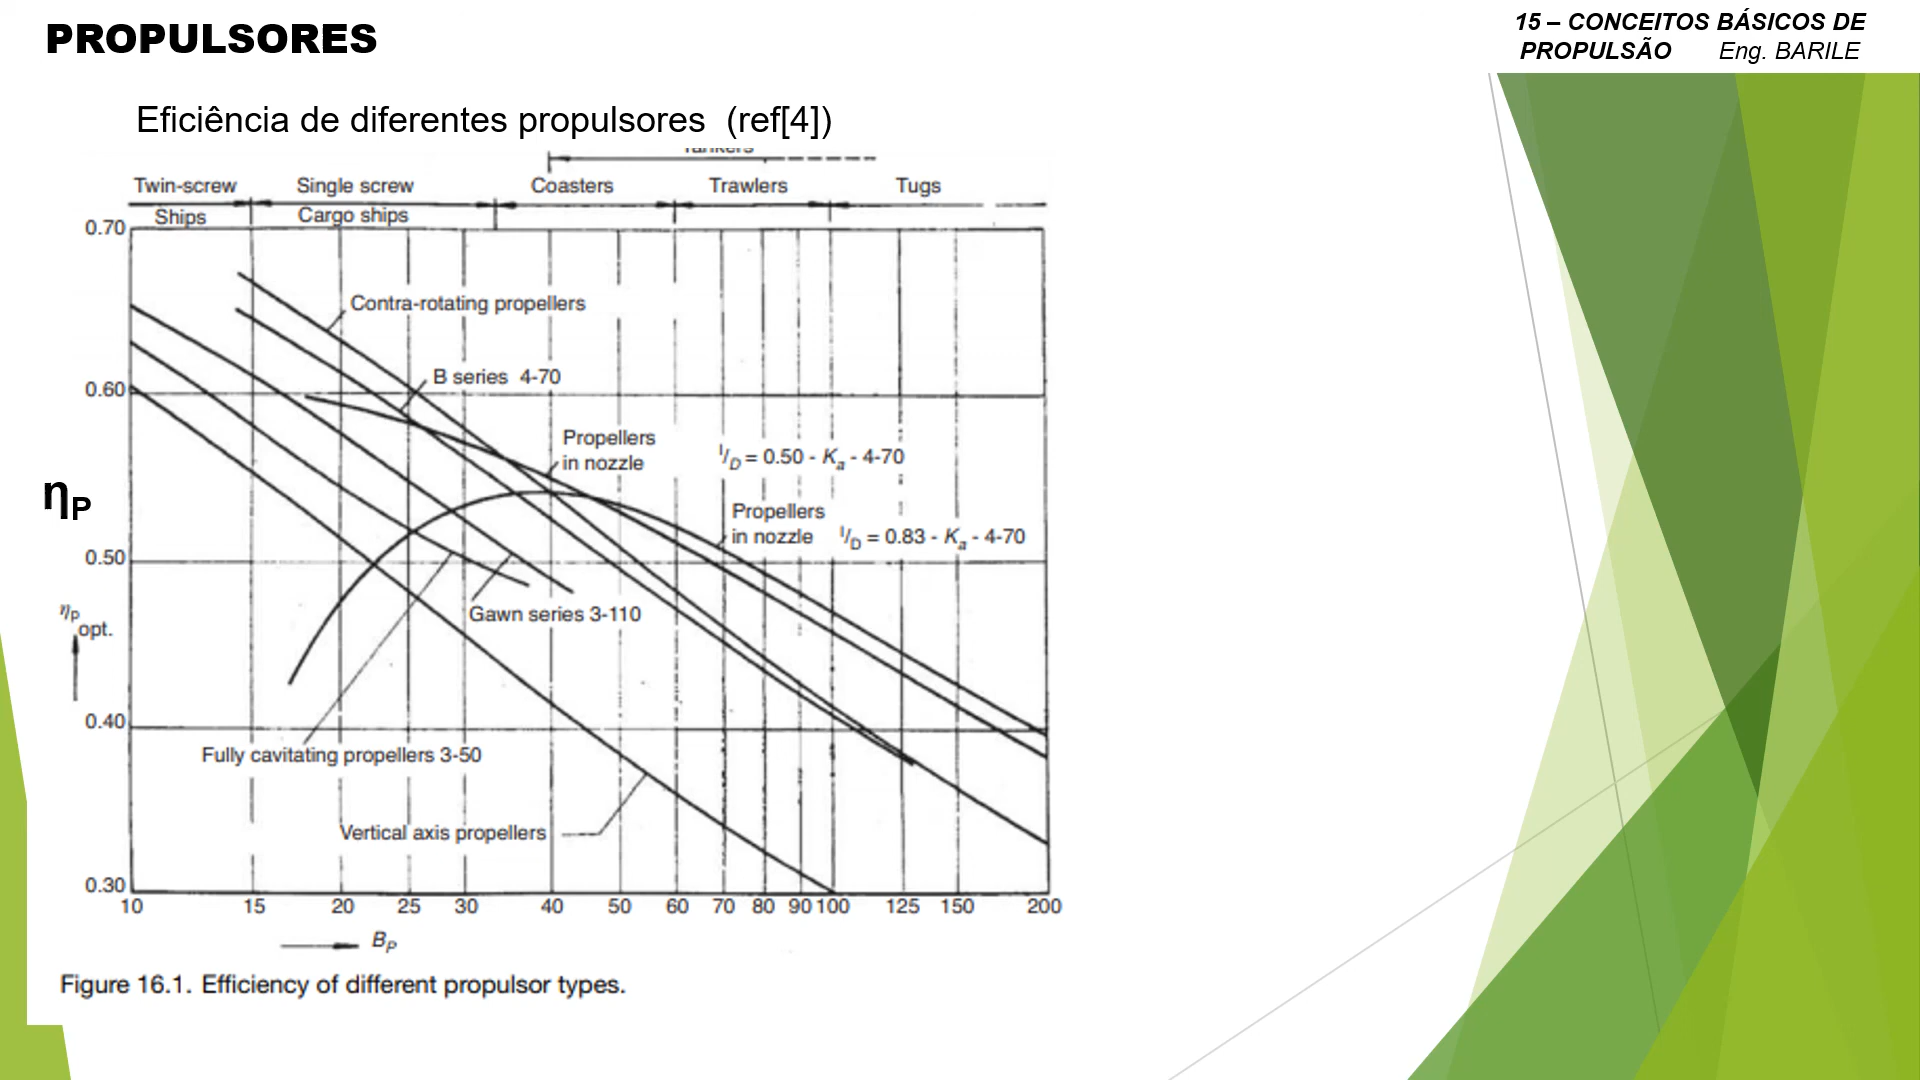 PROPULSORES
15 – CONCEITOS BÁSICOS DE
PROPULSÃO Eng. BARILE
Eficiência de diferentes propulsores (ref[4])
Twin-screw
Single screw
Coasters
Trawlers
Tugs
Ships
Cargo ships
0.70
Contra-rotating propellers
B series 4-70
0.60
Propellers
in nozzle
I/D = 0.50 - Ka - 4-70
ηP
Propellers
in nozzle
I/D = 0.83 - Ka - 4-70
0.50
ηp
opt.
Gawn series 3-110
0.40
Fully cavitating propellers 3-50
Vertical axis propellers
0.30
10 15 20 25 30 40 50 60 70 80 90 100 125 150 200
BP
Figure 16.1. Efficiency of different propulsor types.